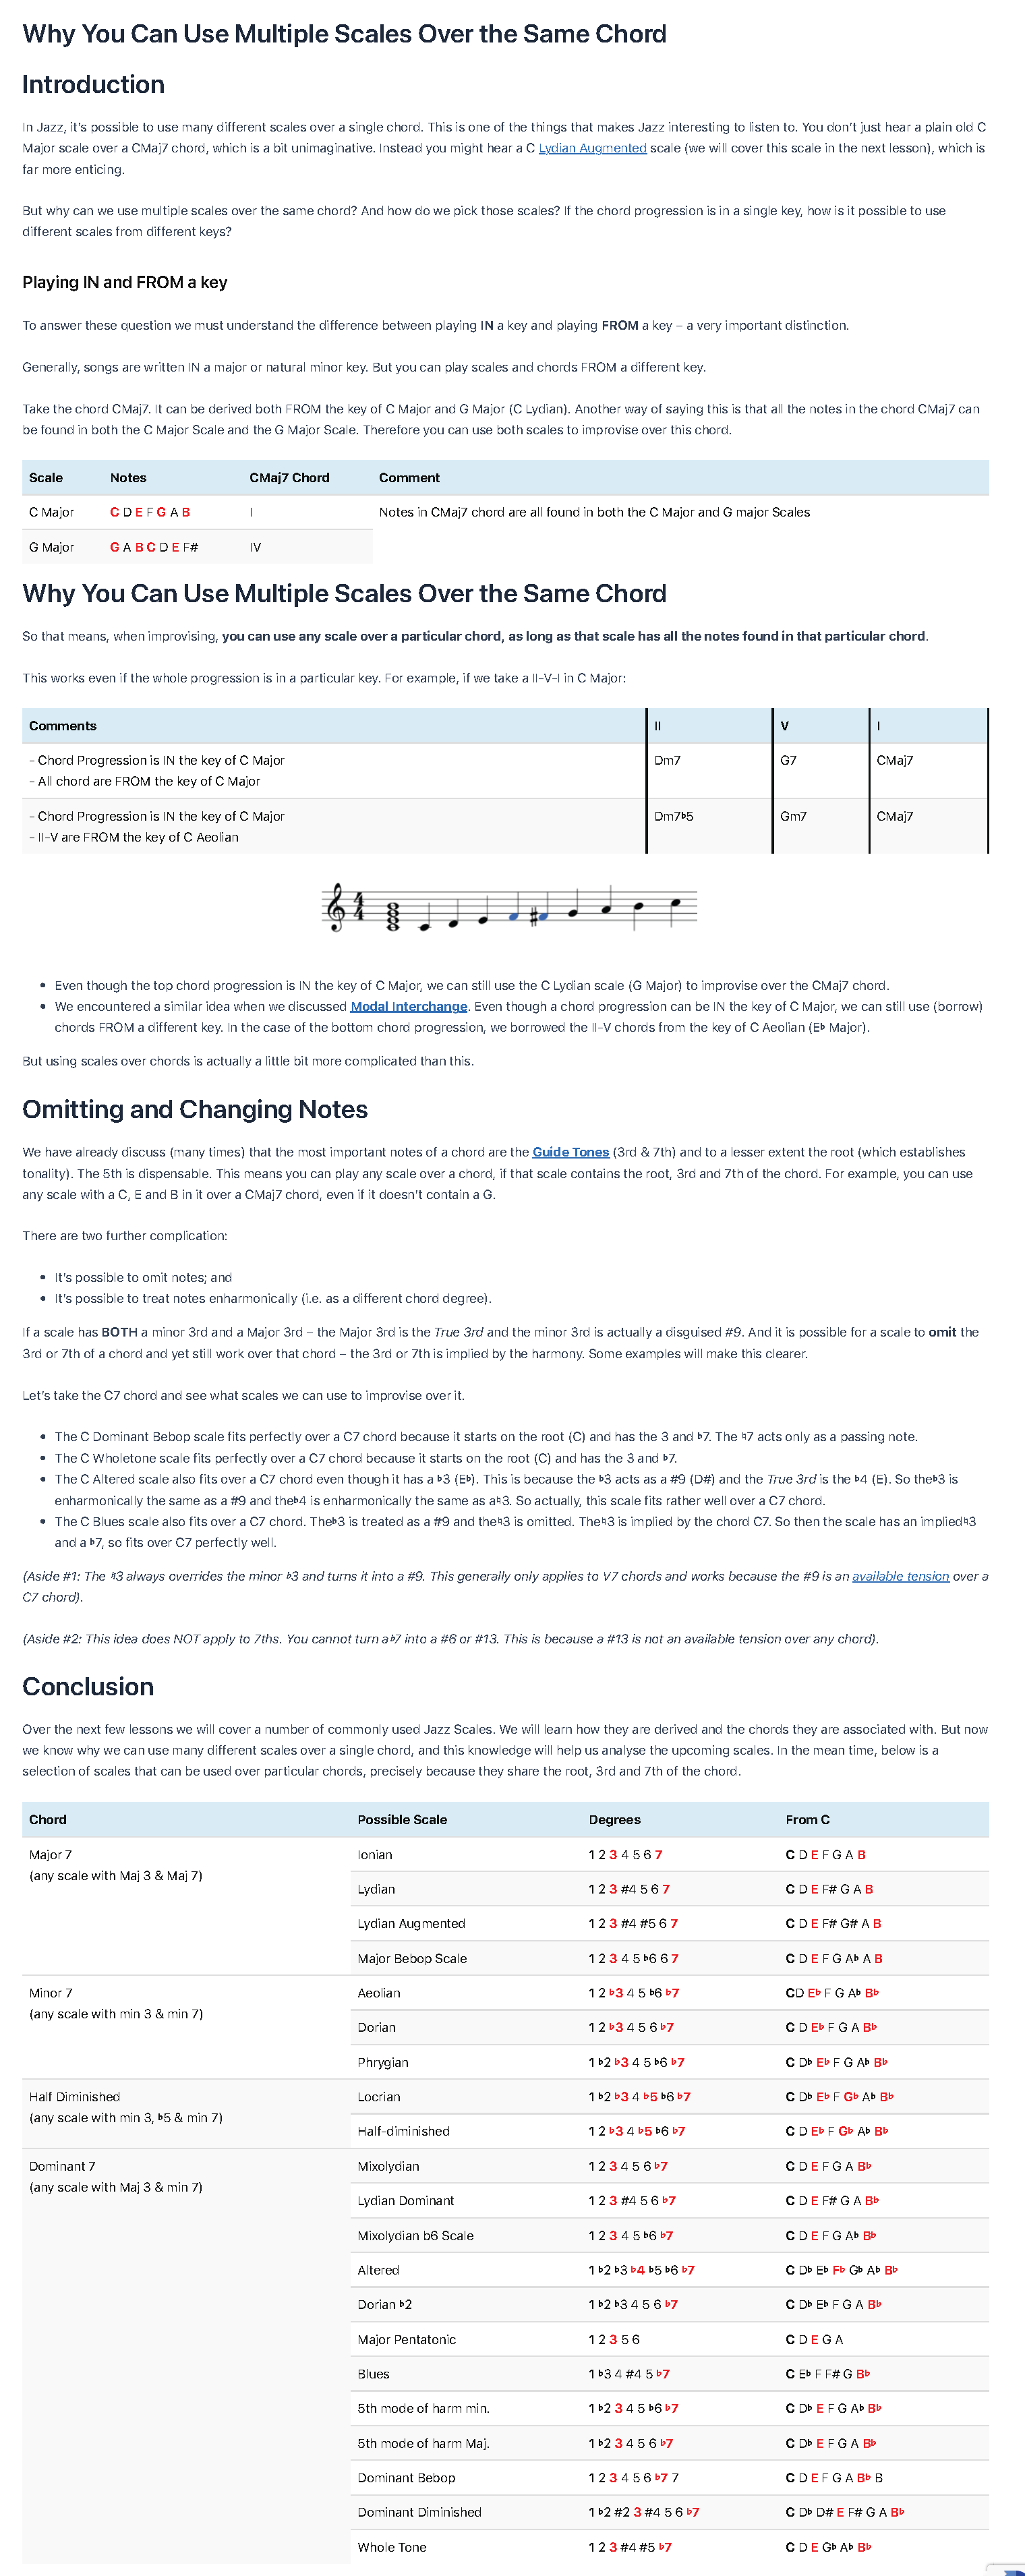 Why You Can Use Multiple Scales Over the Same Chord
Introduction
In Jazz, it's possible to use many different scales over a single chord. This is one of the things that makes Jazz interesting to listen to. You don't just hear a plain old C
Major scale over a CMaj7 chord, which is a bit unimaginative. Instead you might hear a C Lydian Augmented scale (we will cover this scale in the next lesson), which is
far more enticing.
But why can we use multiple scales over the same chord? And how do we pick those scales? If the chord progression is in a single key, how is it possible to use
different scales from different keys?
Playing IN and FROM a key
To answer these question we must understand the difference between playing IN a key and playing FROM a key – a very important distinction.
Generally, songs are written IN a major or natural minor key. But you can play scales and chords FROM a different key.
Take the chord CMaj7. It can be derived both FROM the key of C Major and G Major (C Lydian). Another way of saying this is that all the notes in the chord CMaj7 can
be found in both the C Major Scale and the G Major Scale. Therefore you can use both scales to improvise over this chord.
Scale Notes CMaj7 Chord Comment
C Major C D E F G A B I Notes in CMaj7 chord are all found in both the C Major and G major Scales
G Major G A B C D E F# IV
Why You Can Use Multiple Scales Over the Same Chord
So that means, when improvising, you can use any scale over a particular chord, as long as that scale has all the notes found in that particular chord.
This works even if the whole progression is in a particular key. For example, if we take a II-V-I in C Major:
Comments II V I
- Chord Progression is IN the key of C Major Dm7 G7 CMaj7
- All chord are FROM the key of C Major
- Chord Progression is IN the key of C Major Dm7♭5 Gm7 CMaj7
- II-V are FROM the key of C Aeolian
4
4
• Even though the top chord progression is IN the key of C Major, we can still use the C Lydian scale (G Major) to improvise over the CMaj7 chord.
• We encountered a similar idea when we discussed Modal Interchange. Even though a chord progression can be IN the key of C Major, we can still use (borrow)
chords FROM a different key. In the case of the bottom chord progression, we borrowed the II-V chords from the key of C Aeolian (E♭ Major).
But using scales over chords is actually a little bit more complicated than this.
Omitting and Changing Notes
We have already discuss (many times) that the most important notes of a chord are the Guide Tones (3rd & 7th) and to a lesser extent the root (which establishes
tonality). The 5th is dispensable. This means you can play any scale over a chord, if that scale contains the root, 3rd and 7th of the chord. For example, you can use
any scale with a C, E and B in it over a CMaj7 chord, even if it doesn't contain a G.
There are two further complication:
• It's possible to omit notes; and
• It's possible to treat notes enharmonically (i.e. as a different chord degree).
If a scale has BOTH a minor 3rd and a Major 3rd – the Major 3rd is the True 3rd and the minor 3rd is actually a disguised #9. And it is possible for a scale to omit the
3rd or 7th of a chord and yet still work over that chord – the 3rd or 7th is implied by the harmony. Some examples will make this clearer.
Let's take the C7 chord and see what scales we can use to improvise over it.
• The C Dominant Bebop scale fits perfectly over a C7 chord because it starts on the root (C) and has the 3 and ♭7. The ♮7 acts only as a passing note.
• The C Wholetone scale fits perfectly over a C7 chord because it starts on the root (C) and has the 3 and ♭7.
• The C Altered scale also fits over a C7 chord even though it has a ♭3 (E♭). This is because the ♭3 acts as a #9 (D#) and the True 3rd is the ♭4 (E). So the♭3 is
enharmonically the same as a #9 and the♭4 is enharmonically the same as a♮3. So actually, this scale fits rather well over a C7 chord.
• The C Blues scale also fits over a C7 chord. The♭3 is treated as a #9 and the♮3 is omitted. The♮3 is implied by the chord C7. So then the scale has an implied♮3
and a ♭7, so fits over C7 perfectly well.
(Aside #1: The ♮3 always overrides the minor ♭3 and turns it into a #9. This generally only applies to V7 chords and works because the #9 is an available tension over a
C7 chord).
(Aside #2: This idea does NOT apply to 7ths. You cannot turn a♭7 into a #6 or #13. This is because a #13 is not an available tension over any chord).
Conclusion
Over the next few lessons we will cover a number of commonly used Jazz Scales. We will learn how they are derived and the chords they are associated with. But now
we know why we can use many different scales over a single chord, and this knowledge will help us analyse the upcoming scales. In the mean time, below is a
selection of scales that can be used over particular chords, precisely because they share the root, 3rd and 7th of the chord.
Chord Possible Scale Degrees From C
Major 7 Ionian 1 2 3 4 5 6 7 C D E F G A B
(any scale with Maj 3 & Maj 7)
Lydian 1 2 3 #4 5 6 7 C D E F# G A B
Lydian Augmented 1 2 3 #4 #5 6 7 C D E F# G# A B
Major Bebop Scale 1 2 3 4 5 ♭6 6 7 C D E F G A♭ A B
Minor 7 Aeolian 1 2 ♭3 4 5 ♭6 ♭7 CD E♭ F G A♭ B♭
(any scale with min 3 & min 7)
Dorian 1 2 ♭3 4 5 6 ♭7 C D E♭ F G A B♭
Phrygian 1 ♭2 ♭3 4 5 ♭6 ♭7 C D♭ E♭ F G A♭ B♭
Half Diminished Locrian 1 ♭2 ♭3 4 ♭5 ♭6 ♭7 C D♭ E♭ F G♭ A♭ B♭
(any scale with min 3, ♭5 & min 7)
Half-diminished 1 2 ♭3 4 ♭5 ♭6 ♭7 C D E♭ F G♭ A♭ B♭
Dominant 7 Mixolydian 1 2 3 4 5 6 ♭7 C D E F G A B♭
(any scale with Maj 3 & min 7)
Lydian Dominant 1 2 3 #4 5 6 ♭7 C D E F# G A B♭
Mixolydian b6 Scale 1 2 3 4 5 ♭6 ♭7 C D E F G A♭ B♭
Altered 1 ♭2 ♭3 ♭4 ♭5 ♭6 ♭7 C D♭ E♭ F♭ G♭ A♭ B♭
Dorian ♭2 1 ♭2 ♭3 4 5 6 ♭7 C D♭ E♭ F G A B♭
Major Pentatonic 1 2 3 5 6 C D E G A
Blues 1 ♭3 4 #4 5 ♭7 C E♭ F F# G B♭
5th mode of harm min. 1 ♭2 3 4 5 ♭6 ♭7 C D♭ E F G A♭ B♭
5th mode of harm Maj. 1 ♭2 3 4 5 6 ♭7 C D♭ E F G A B♭
Dominant Bebop 1 2 3 4 5 6 ♭7 7 C D E F G A B♭ B
Dominant Diminished 1 ♭2 #2 3 #4 5 6 ♭7 C D♭ D# E F# G A B♭
Whole Tone 1 2 3 #4 #5 ♭7 C D E G♭ A♭ B♭